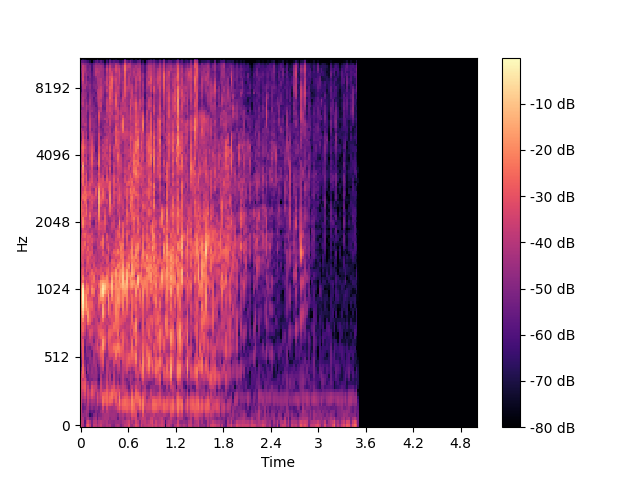 8192
4096
2048
1024
512
0
Hz
0 0.6 1.2 1.8 2.4 3 3.6 4.2 4.8
Time
-10 dB
-20 dB
-30 dB
-40 dB
-50 dB
-60 dB
-70 dB
-80 dB